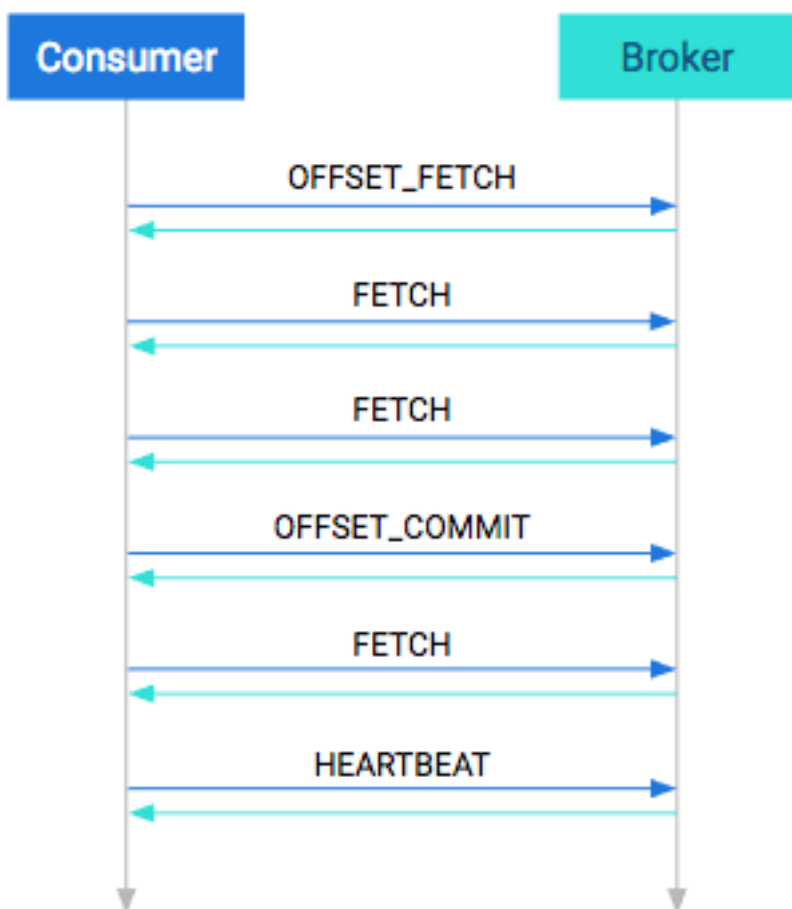 Consumer
Broker
OFFSET_FETCH
FETCH
FETCH
OFFSET_COMMIT
FETCH
HEARTBEAT